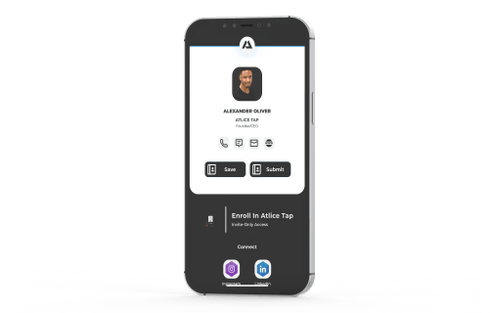 ALEXANDER OLIVER
ATLICE TAP
Founder/CEO
Save
Submit
Enroll In Atlice Tap
Invite Only Access
Connect
Instagram
LinkedIn